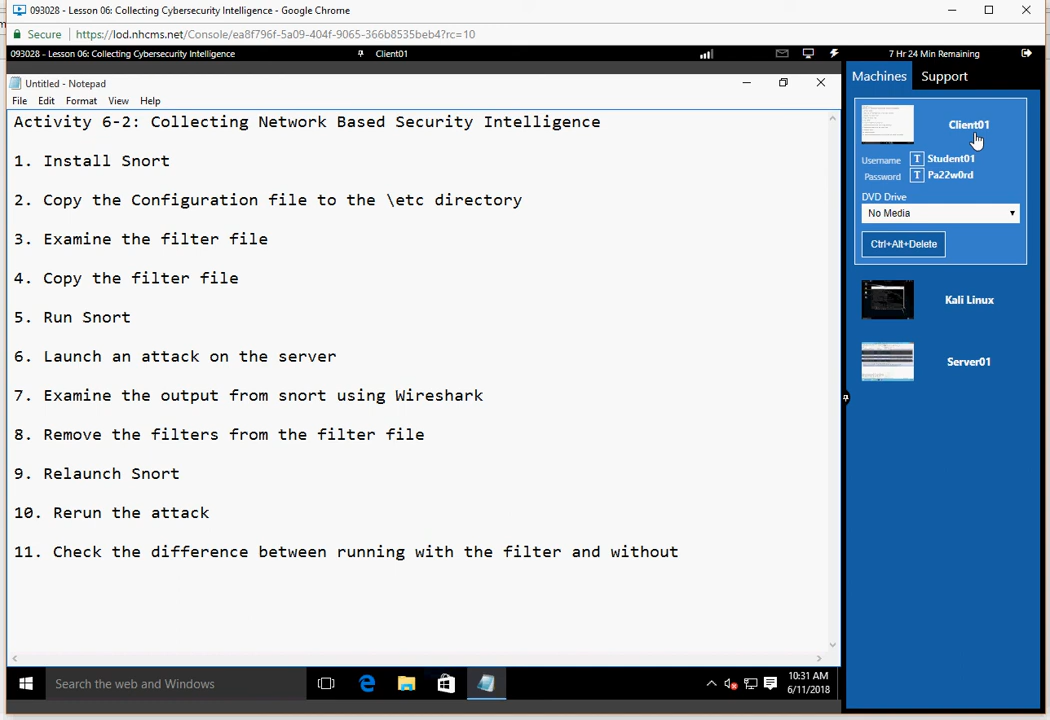 093028 - Lesson 06: Collecting Cybersecurity Intelligence - Google Chrome
Secure https://lod.nhcms.net/Console/ea8f796f-5a09-404f-9065-366b8535beb4?rc=10
093028 - Lesson 06: Collecting Cybersecurity Intelligence Client01 7 Hr 24 Min Remaining
Untitled - Notepad
File Edit Format View Help
Activity 6-2: Collecting Network Based Security Intelligence
1. Install Snort
2. Copy the Configuration file to the \etc directory
3. Examine the filter file
4. Copy the filter file
5. Run Snort
6. Launch an attack on the server
7. Examine the output from snort using Wireshark
8. Remove the filters from the filter file
9. Relaunch Snort
10. Rerun the attack
11. Check the difference between running with the filter and without
Machines Support
Client01
Username T Student01
Password T Pa22w0rd
DVD Drive
No Media
Ctrl+Alt+Delete
Kali Linux
Server01
Search the web and Windows
10:31 AM
6/11/2018